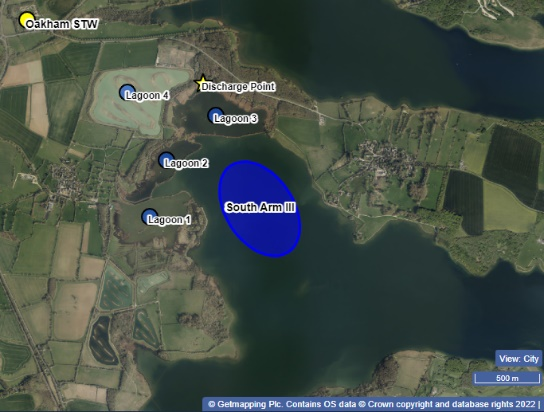 Oakham STW
Discharge Point
Lagoon 4
Lagoon 3
Lagoon 2
South Arm III
Lagoon 1
View: City
500 m
© Getmapping Plc. Contains OS data © Crown copyright and database rights 2022 |